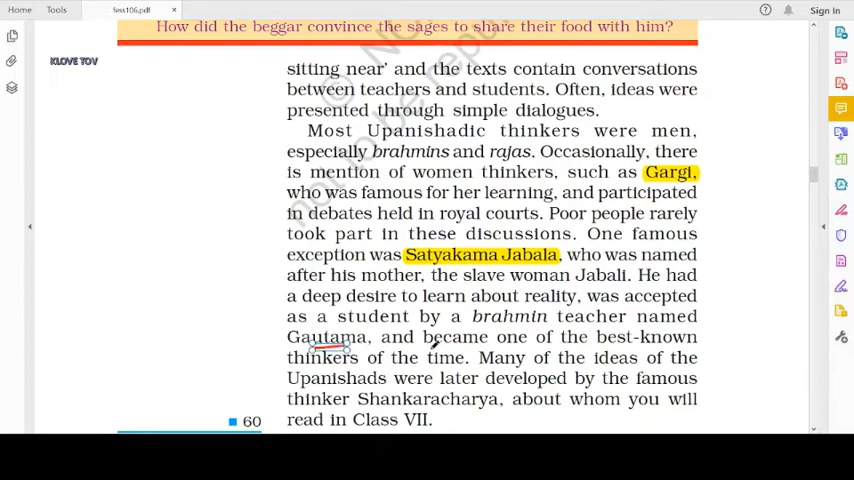 Home
Tools
fess106.pdf
Sign In
How did the beggar convince the sages to share their food with him?
KLOVE TOV
sitting near' and the texts contain conversations
between teachers and students. Often, ideas were
presented through simple dialogues.
Most Upanishadic thinkers were men,
especially brahmins and rajas. Occasionally, there
is mention of women thinkers, such as Gargi,
who was famous for her learning, and participated
in debates held in royal courts. Poor people rarely
took part in these discussions. One famous
exception was Satyakama Jabala, who was named
after his mother, the slave woman Jabali. He had
a deep desire to learn about reality, was accepted
as a student by a brahmin teacher named
Gautama, and became one of the best-known
thinkers of the time. Many of the ideas of the
Upanishads were later developed by the famous
thinker Shankaracharya, about whom you will
read in Class VII.
60